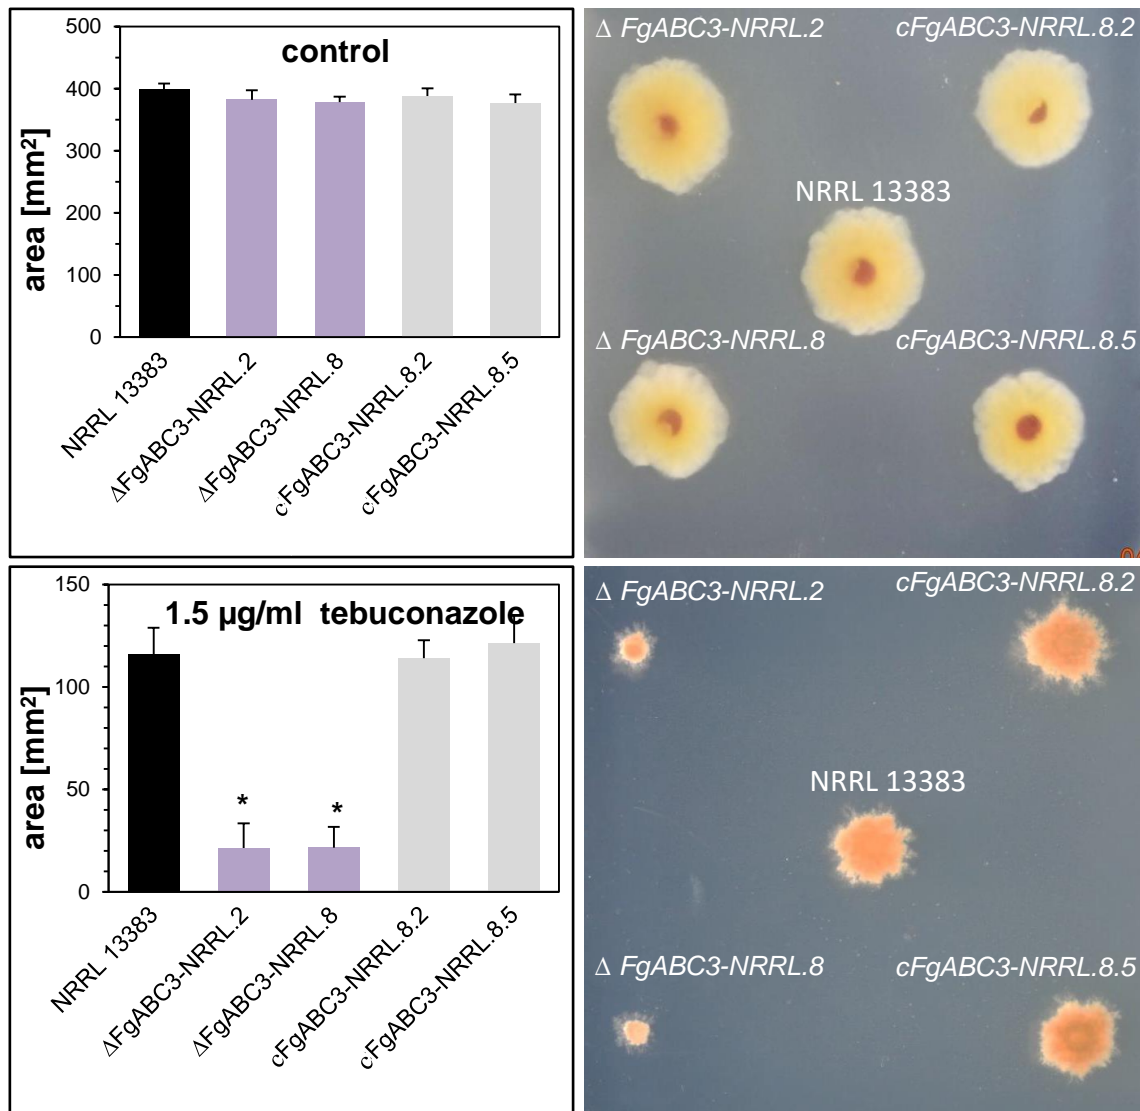 control
area [mm²]
500
400
300
200
100
0
NRRL 13383
ΔFgABC3-NRRL.2
ΔFgABC3-NRRL.8
cFgABC3-NRRL.8.2
cFgABC3-NRRL.8.5
Δ FgABC3-NRRL.2
cFgABC3-NRRL.8.2
NRRL 13383
Δ FgABC3-NRRL.8
cFgABC3-NRRL.8.5
1.5 µg/ml tebuconazole
area [mm²]
150
100
50
0
*
*
NRRL 13383
ΔFgABC3-NRRL.2
ΔFgABC3-NRRL.8
cFgABC3-NRRL.8.2
cFgABC3-NRRL.8.5
Δ FgABC3-NRRL.2
cFgABC3-NRRL.8.2
NRRL 13383
Δ FgABC3-NRRL.8
cFgABC3-NRRL.8.5